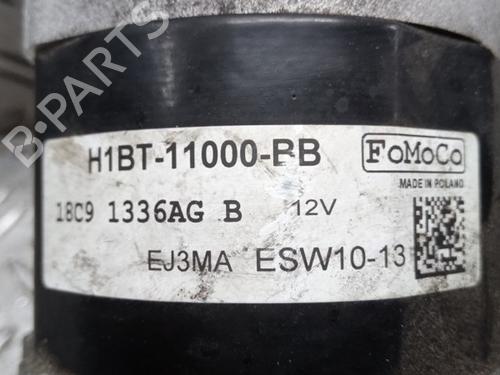 H1BT-11000-BB
FoMoCo
MADE IN POLAND
18C9 1336AG B 12V
EJ3MA ESW10-13
B-PARTS